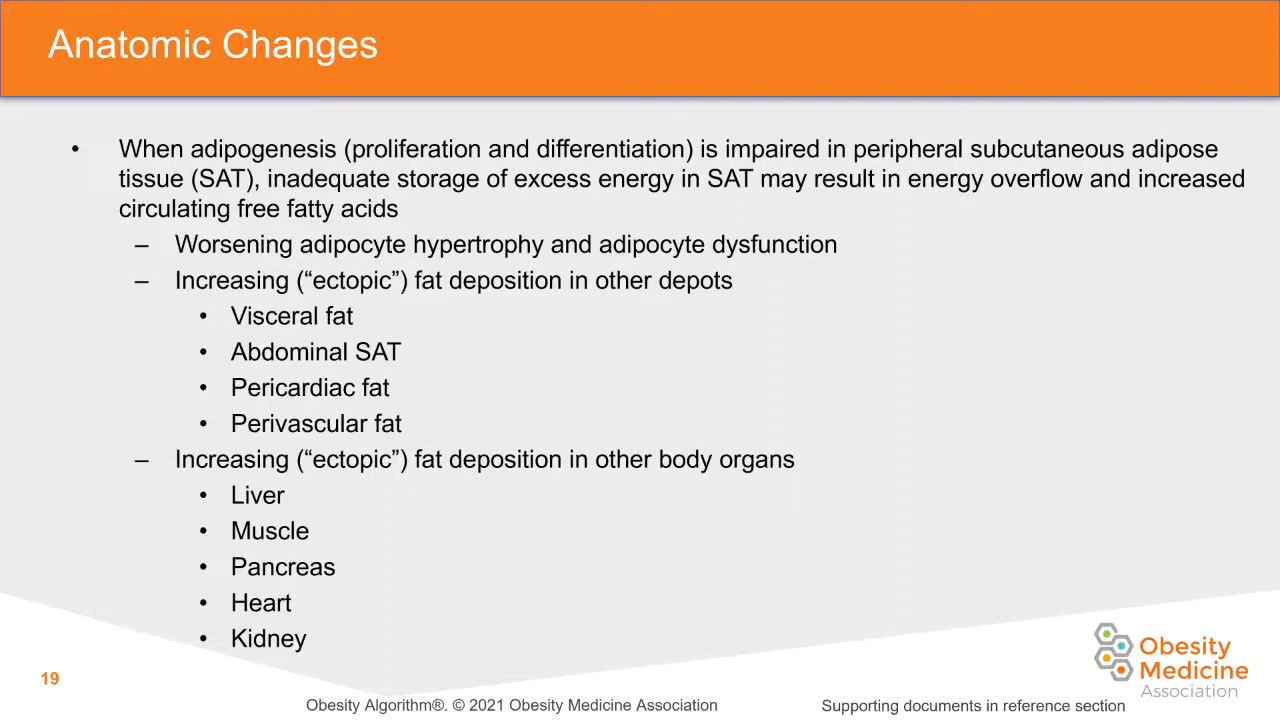 Anatomic Changes
• When adipogenesis (proliferation and differentiation) is impaired in peripheral subcutaneous adipose
tissue (SAT), inadequate storage of excess energy in SAT may result in energy overflow and increased
circulating free fatty acids
– Worsening adipocyte hypertrophy and adipocyte dysfunction
– Increasing (“ectopic”) fat deposition in other depots
• Visceral fat
• Abdominal SAT
• Pericardiac fat
• Perivascular fat
– Increasing (“ectopic”) fat deposition in other body organs
• Liver
• Muscle
• Pancreas
• Heart
• Kidney
Obesity
Medicine
Association
19
Obesity Algorithm®. © 2021 Obesity Medicine Association
Supporting documents in reference section